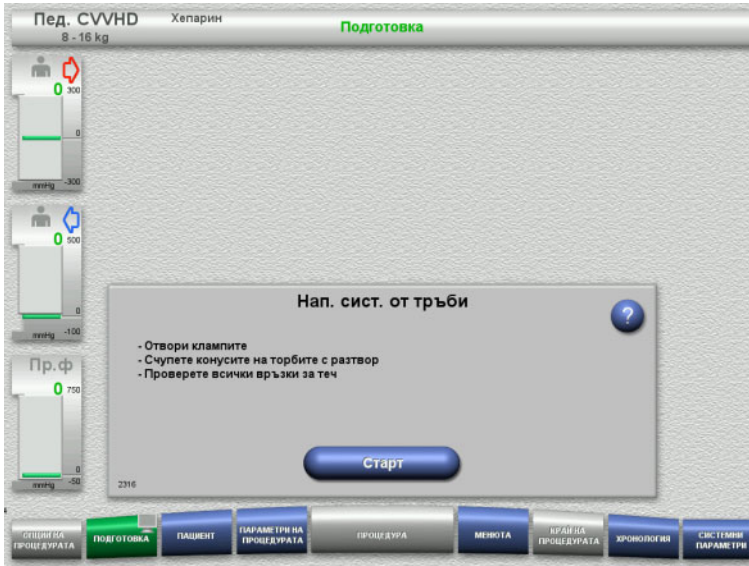 Пед. CVVHD
Хепарин
Подготовка
8 - 16 kg
0
300
0
mmHg
-300
0
500
0
mmHg
-100
Пр.ф
0
750
0
mmHg
-50
Нап. сист. от тръби
?
- Отвори клампите
- Счупете конусите на торбите с разтвор
- Проверете всички връзки за теч
Старт
2316
ОПЦИИ НА
ПРОЦЕДУРАТА
ПОДГОТОВКА
ПАЦИЕНТ
ПАРАМЕТРИ НА
ПРОЦЕДУРАТА
ПРОЦЕДУРА
МЕНЮТА
КРАЙ НА
ПРОЦЕДУРАТА
ХРОНОЛОГИЯ
СИСТЕМНИ
ПАРАМЕТРИ